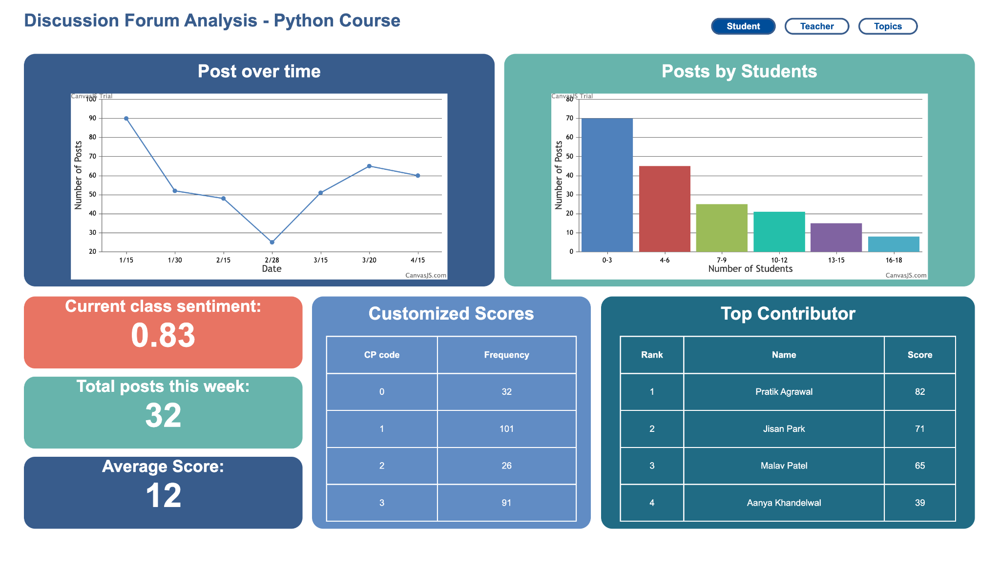 Discussion Forum Analysis - Python Course
Student
Teacher
Topics
Post over time
CanvasJS Trial
100
90
80
70
60
50
40
30
20
Number of Posts
1/15 1/30 2/15 2/28 3/15 3/20 4/15
Date
CanvasJS.com
Posts by Students
CanvasJS Trial
80
70
60
50
40
30
20
10
0
Number of Posts
0-3 4-6 7-9 10-12 13-15 16-18
Number of Students
CanvasJS.com
Current class sentiment:
0.83
Total posts this week:
32
Average Score:
12
Customized Scores
CP code Frequency
0 32
1 101
2 26
3 91
Top Contributor
Rank Name Score
1 Pratik Agrawal 82
2 Jisan Park 71
3 Malav Patel 65
4 Aanya Khandelwal 39